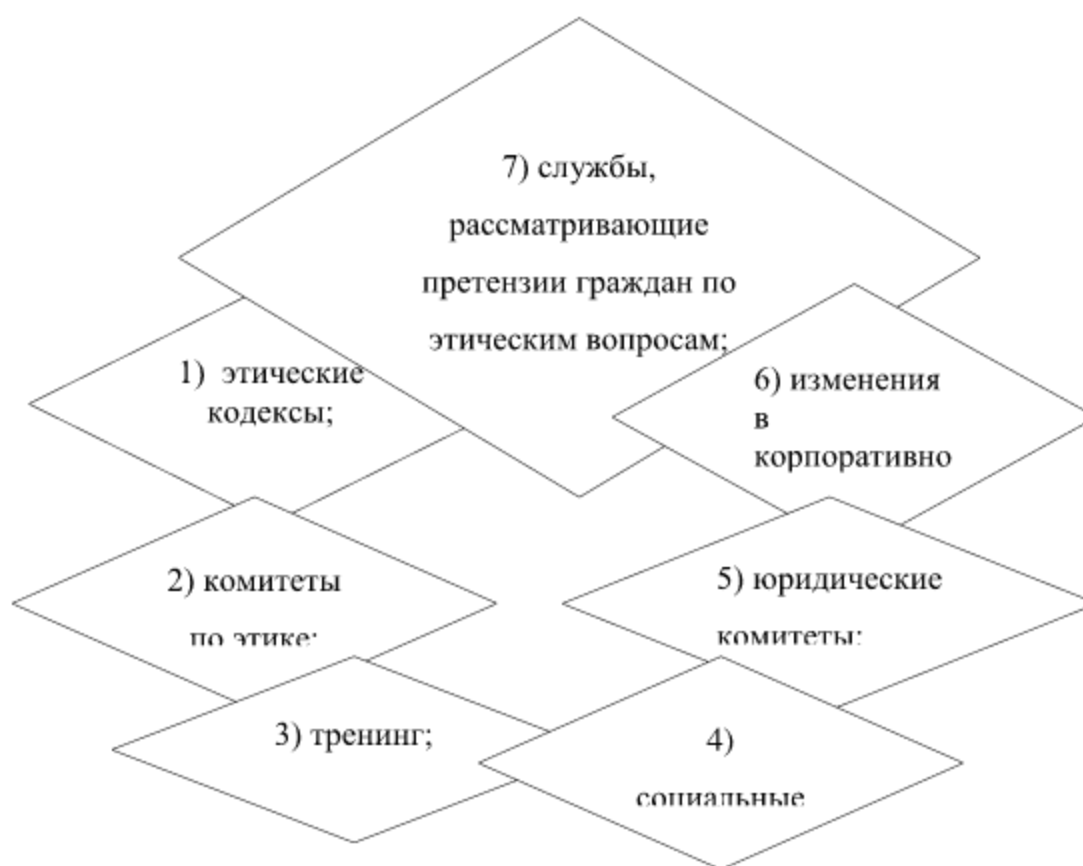 7) службы,
рассматривающие
претензии граждан по
этическим вопросам;
1) этические
кодексы;
6) изменения
в
корпоративно
2) комитеты
по этике;
5) юридические
комитеты;
3) тренинг;
4)
социальные